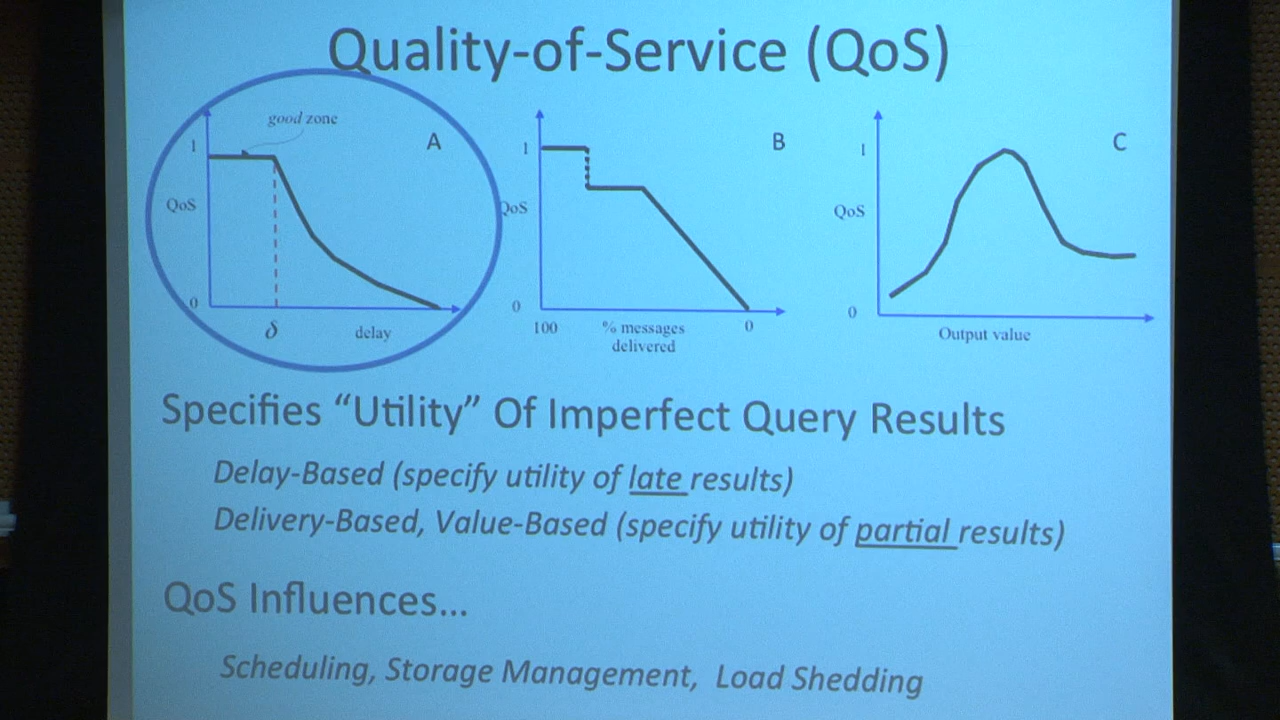 Quality-of-Service (QoS)
good zone
A
1
QoS
0
δ
delay
B
1
QoS
0
100
% messages
delivered
0
C
1
QoS
0
Output value
Specifies “Utility” Of Imperfect Query Results
Delay-Based (specify utility of late results)
Delivery-Based, Value-Based (specify utility of partial results)
QoS Influences...
Scheduling, Storage Management, Load Shedding